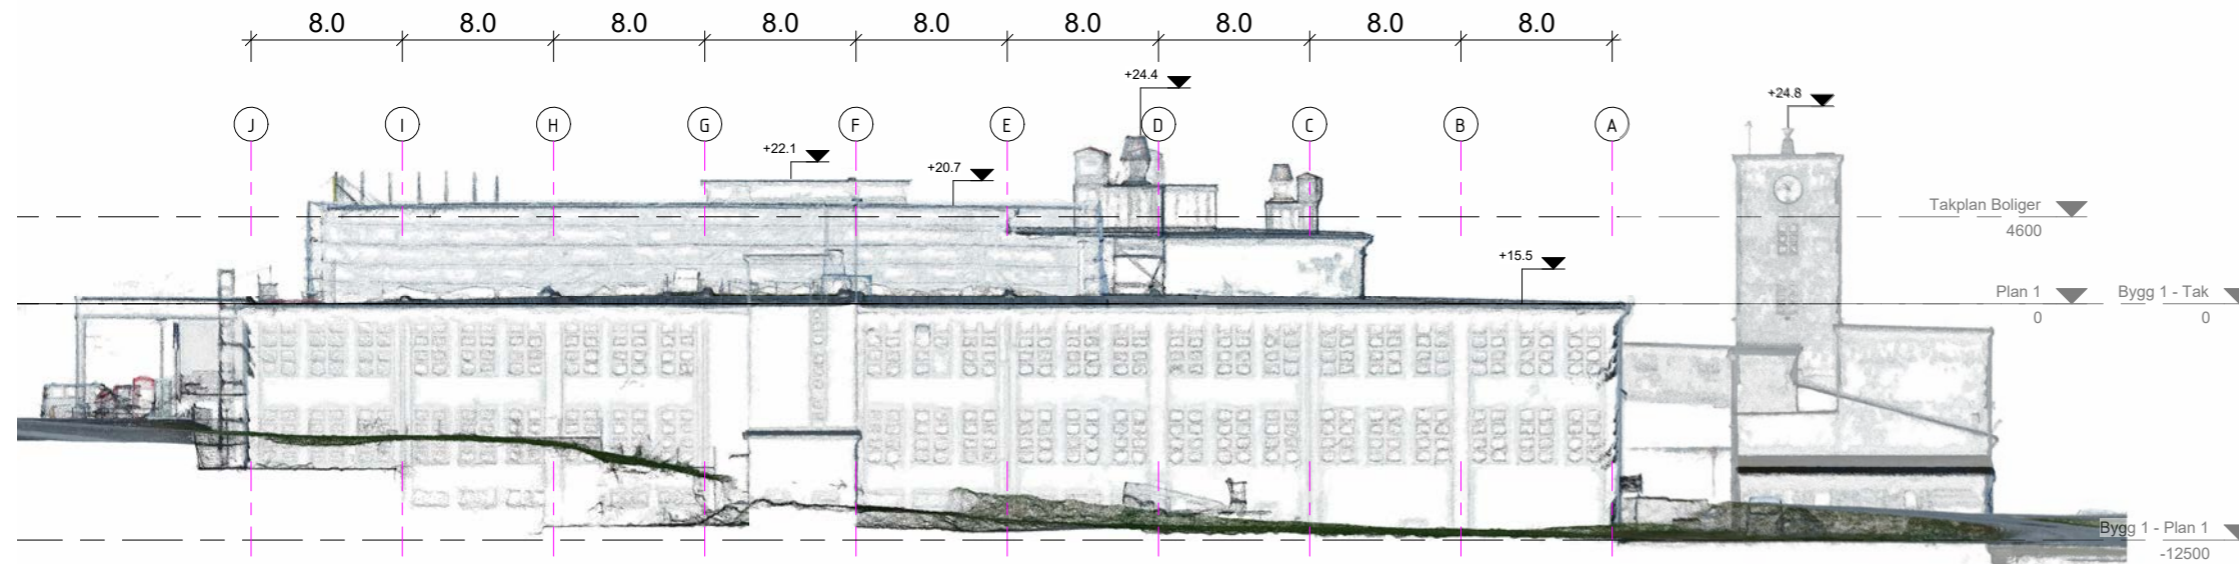 8.0 8.0 8.0 8.0 8.0 8.0 8.0 8.0 8.0
+24.4
+24.8
J I H G F E D C B A
+22.1
+20.7
Takplan Boliger
4600
+15.5
Plan 1 Bygg 1 - Tak
0 0
Bygg 1 - Plan 1
-12500